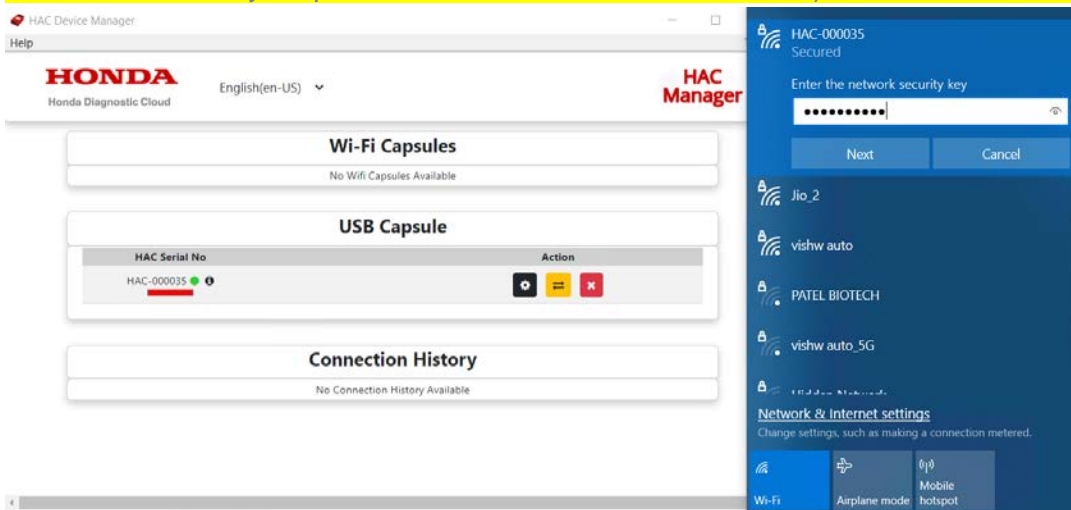 HAC Device Manager
Help
HONDA
Honda Diagnostic Cloud
English(en-US)
HAC
Manager
Wi-Fi Capsules
No Wifi Capsules Available
USB Capsule
HAC Serial No
Action
HAC-000035
Connection History
No Connection History Available
HAC-000035
Secured
Enter the network security key
Next
Cancel
Jio_2
vishw auto
PATEL BIOTECH
vishw auto_5G
Network & Internet settings
Change settings, such as making a connection metered.
Wi-Fi
Airplane mode
Mobile
hotspot